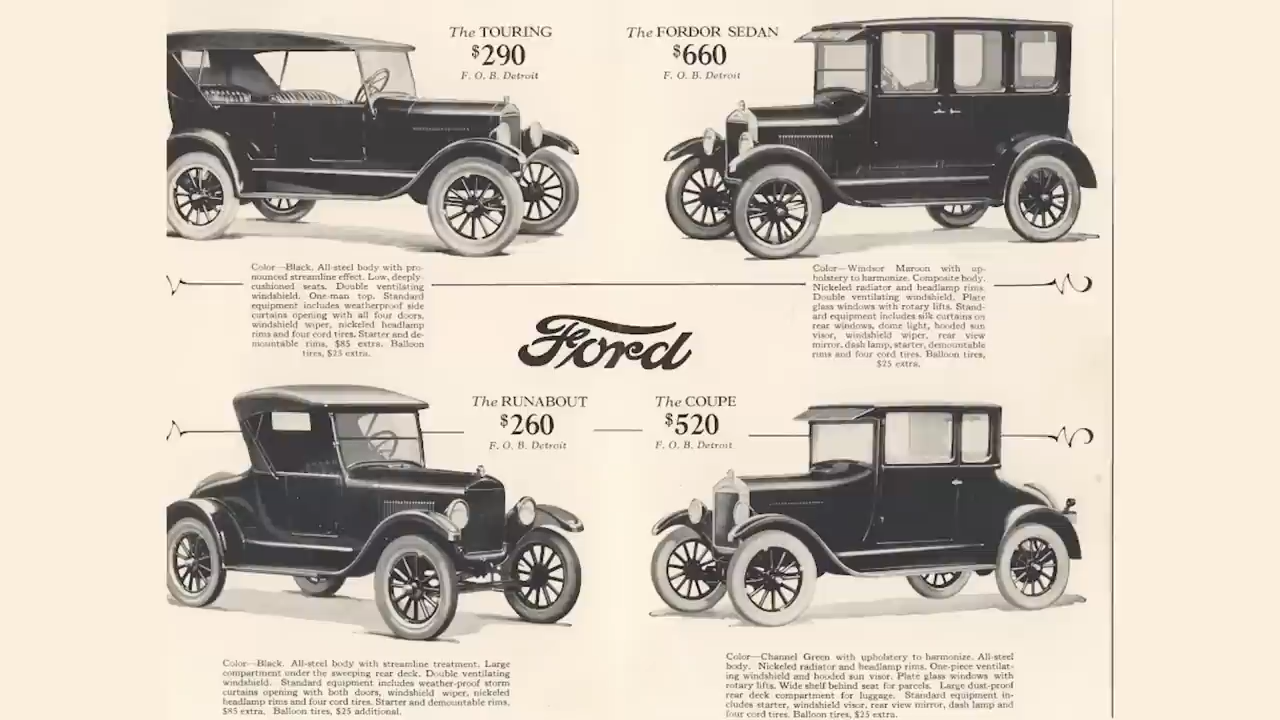 The TOURING
$290
F. O. B. Detroit
The FORDOR SEDAN
$660
F. O. B. Detroit
Color—Black. All-steel body with pro-
nounced streamline effect. Low, deeply-
cushioned seats. Double ventilating
windshield. One-man top. Standard
equipment includes weatherproof side
curtains opening with all four doors,
windshield wiper, nickeled headlamp
rims and four cord tires. Starter and de-
mountable rims, $85 extra. Balloon
tires, $25 extra.
Color—Windsor Maroon with up-
holstery to harmonize. Composite body.
Nickeled radiator and headlamp rims.
Double ventilating windshield. Plate
glass windows with rotary lifts. Stand-
ard equipment includes silk curtains on
rear windows, dome light, hooded sun
visor, windshield wiper, rear view
mirror, dash lamp, starter, demountable
rims and four cord tires. Balloon tires,
$25 extra.
Ford
The RUNABOUT
$260
F. O. B. Detroit
The COUPE
$520
F. O. B. Detroit
Color—Black. All-steel body with streamline treatment. Large
compartment under the sweeping rear deck. Double ventilating
windshield. Standard equipment includes weather-proof storm
curtains opening with both doors, windshield wiper, nickeled
headlamp rims and four cord tires. Starter and demountable rims,
$85 extra. Balloon tires, $25 additional.
Color—Channel Green with upholstery to harmonize. All-steel
body. Nickeled radiator and headlamp rims. One-piece ventilat-
ing windshield and hooded sun visor. Plate glass windows with
rotary lifts. Wide shelf behind seat for parcels. Large dust-proof
rear deck compartment for luggage. Standard equipment in-
cludes starter, windshield visor, rear view mirror, dash lamp and
four cord tires. Balloon tires, $25 extra.